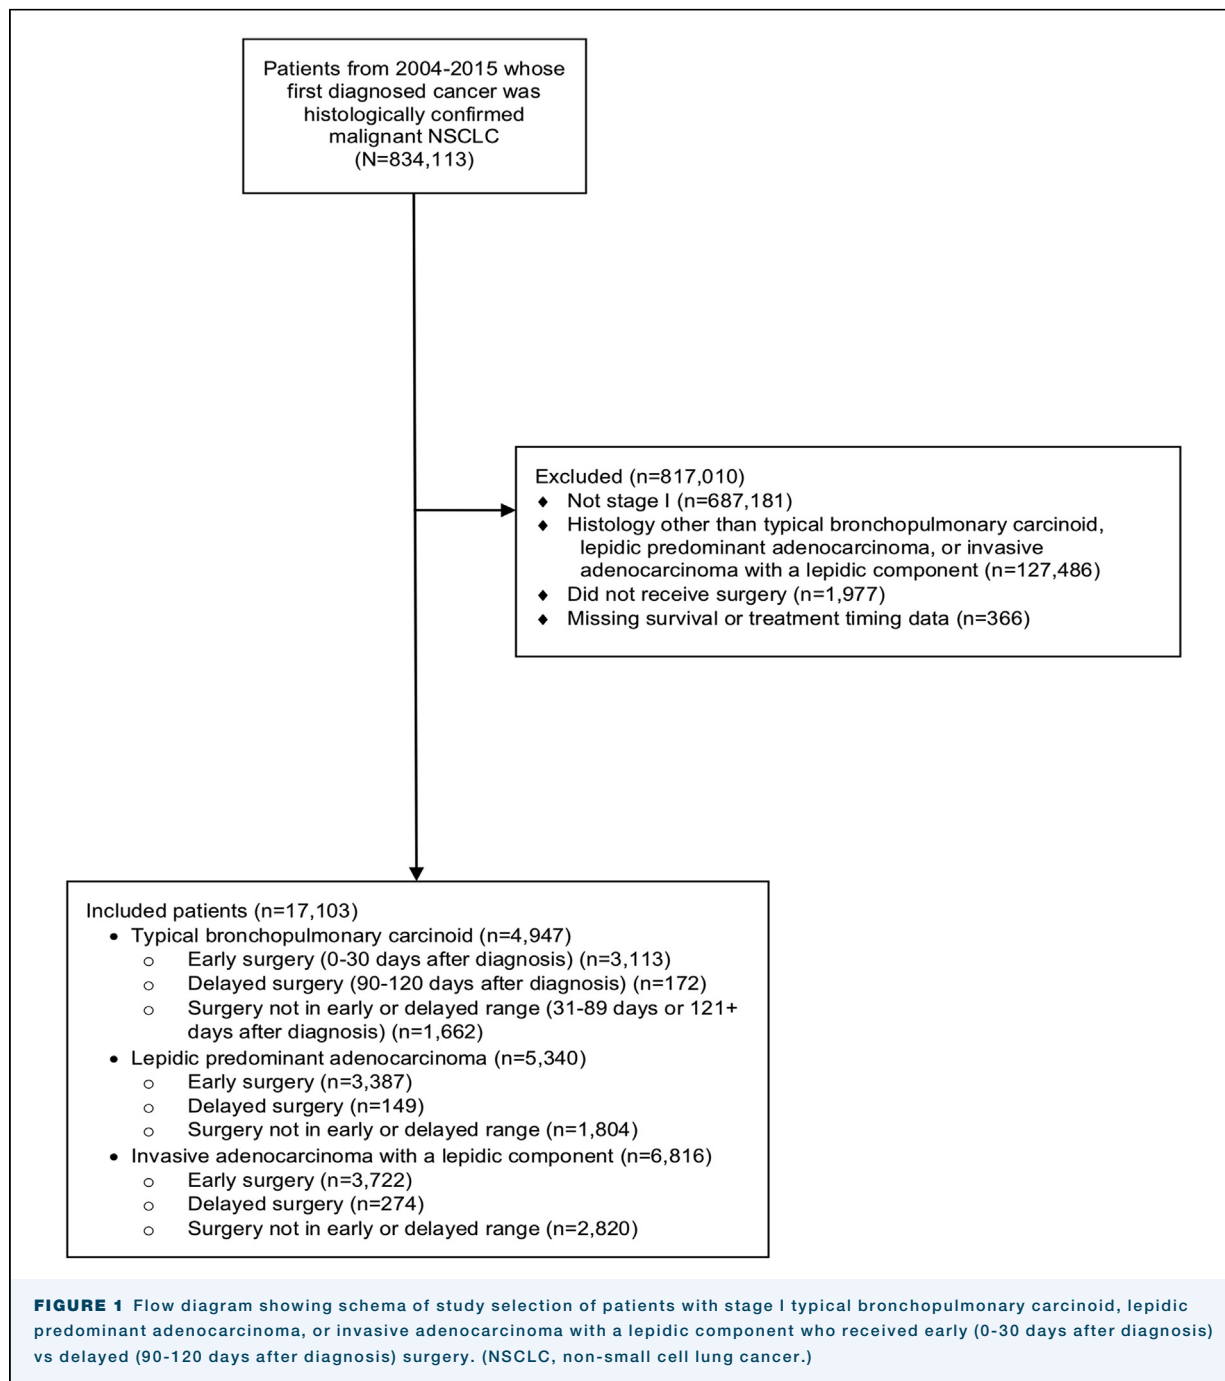 Patients from 2004-2015 whose
first diagnosed cancer was
histologically confirmed
malignant NSCLC
(N=834,113)
Excluded (n=817,010)
♦ Not stage I (n=687,181)
♦ Histology other than typical bronchopulmonary carcinoid,
lepidic predominant adenocarcinoma, or invasive
adenocarcinoma with a lepidic component (n=127,486)
♦ Did not receive surgery (n=1,977)
♦ Missing survival or treatment timing data (n=366)
Included patients (n=17,103)
• Typical bronchopulmonary carcinoid (n=4,947)
o Early surgery (0-30 days after diagnosis) (n=3,113)
o Delayed surgery (90-120 days after diagnosis) (n=172)
o Surgery not in early or delayed range (31-89 days or 121+
days after diagnosis) (n=1,662)
• Lepidic predominant adenocarcinoma (n=5,340)
o Early surgery (n=3,387)
o Delayed surgery (n=149)
o Surgery not in early or delayed range (n=1,804)
• Invasive adenocarcinoma with a lepidic component (n=6,816)
o Early surgery (n=3,722)
o Delayed surgery (n=274)
o Surgery not in early or delayed range (n=2,820)
FIGURE 1 Flow diagram showing schema of study selection of patients with stage I typical bronchopulmonary carcinoid, lepidic
predominant adenocarcinoma, or invasive adenocarcinoma with a lepidic component who received early (0-30 days after diagnosis)
vs delayed (90-120 days after diagnosis) surgery. (NSCLC, non-small cell lung cancer.)